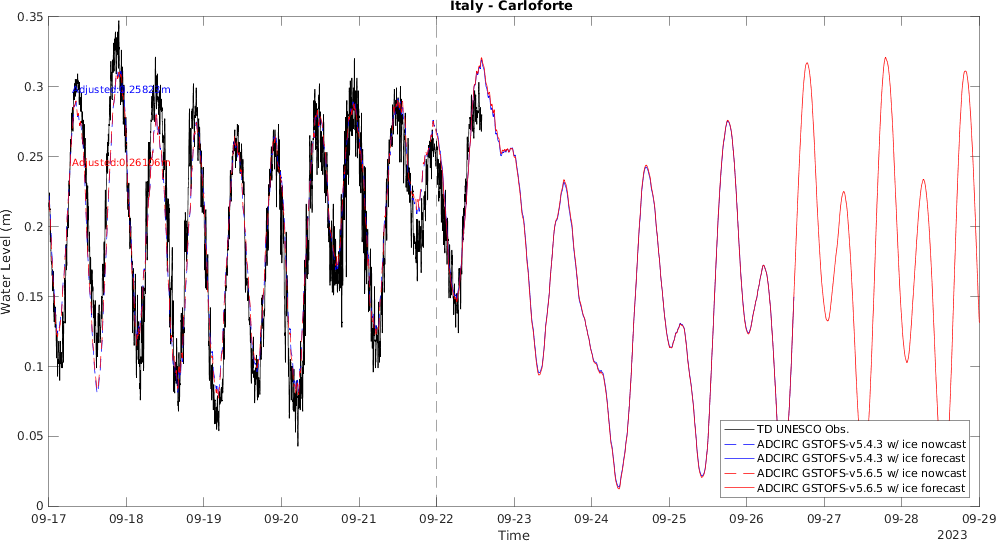 Italy - Carloforte
0.35
0.3
0.25
0.2
0.15
0.1
0.05
0
Water Level (m)
Adjusted:0.2582 m
Adjusted:0.26106m
TD UNESCO Obs.
ADCIRC GSTOFS-v5.4.3 w/ ice nowcast
ADCIRC GSTOFS-v5.4.3 w/ ice forecast
ADCIRC GSTOFS-v5.6.5 w/ ice nowcast
ADCIRC GSTOFS-v5.6.5 w/ ice forecast
09-17 09-18 09-19 09-20 09-21 09-22 09-23 09-24 09-25 09-26 09-27 09-28 09-29
Time
2023